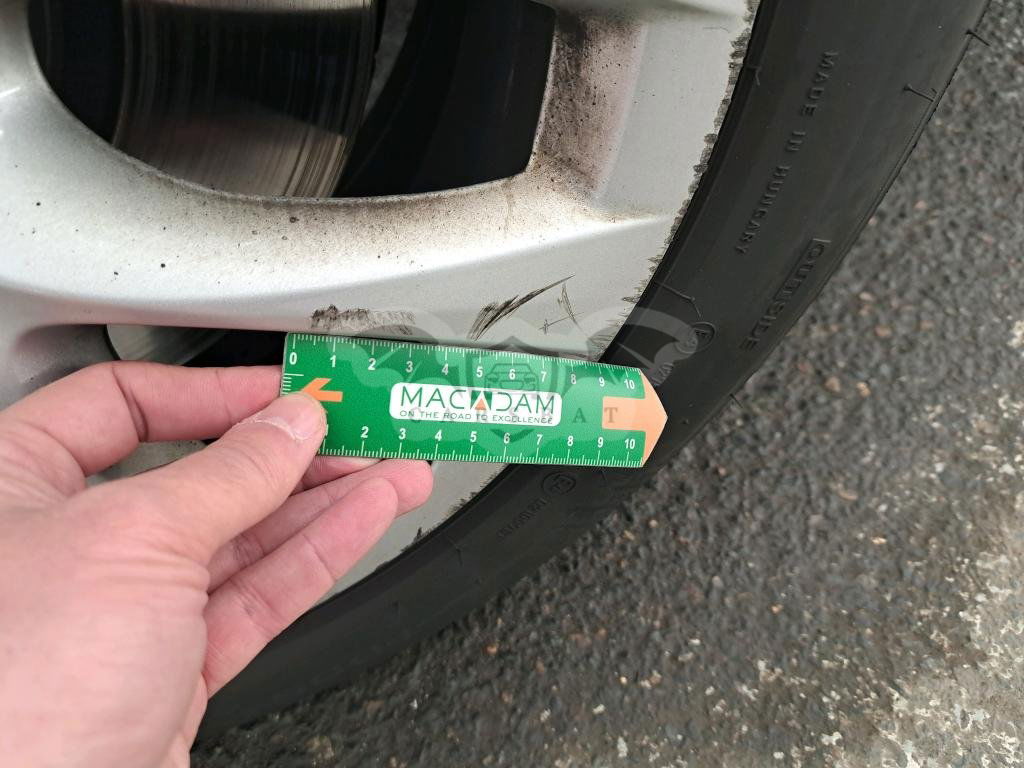 MADE IN HUNGARY
OUTSIDE
0 1 2 3 4 5 6 7 8 9 10
MACADAM
ON THE ROAD TO EXCELLENCE
2 3 4 5 6 7 8 9 10